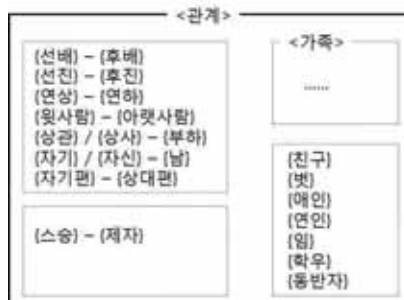 <관계>
{선배} – {후배}
{선진} – {후진}
{연상} – {연하}
{윗사람} – {아랫사람}
{상관} / {상사} – {부하}
{자기} / {자신} – {남}
{자기편} – {상대편}
{스승} – {제자}
<가족>
......
{친구}
{벗}
{애인}
{연인}
{임}
{학우}
{동반자}